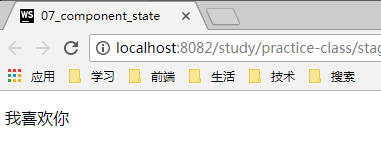 WS 07_component_state
localhost:8082/study/practice-class/stag
应用 学习 前端 生活 技术 搜索
我喜欢你